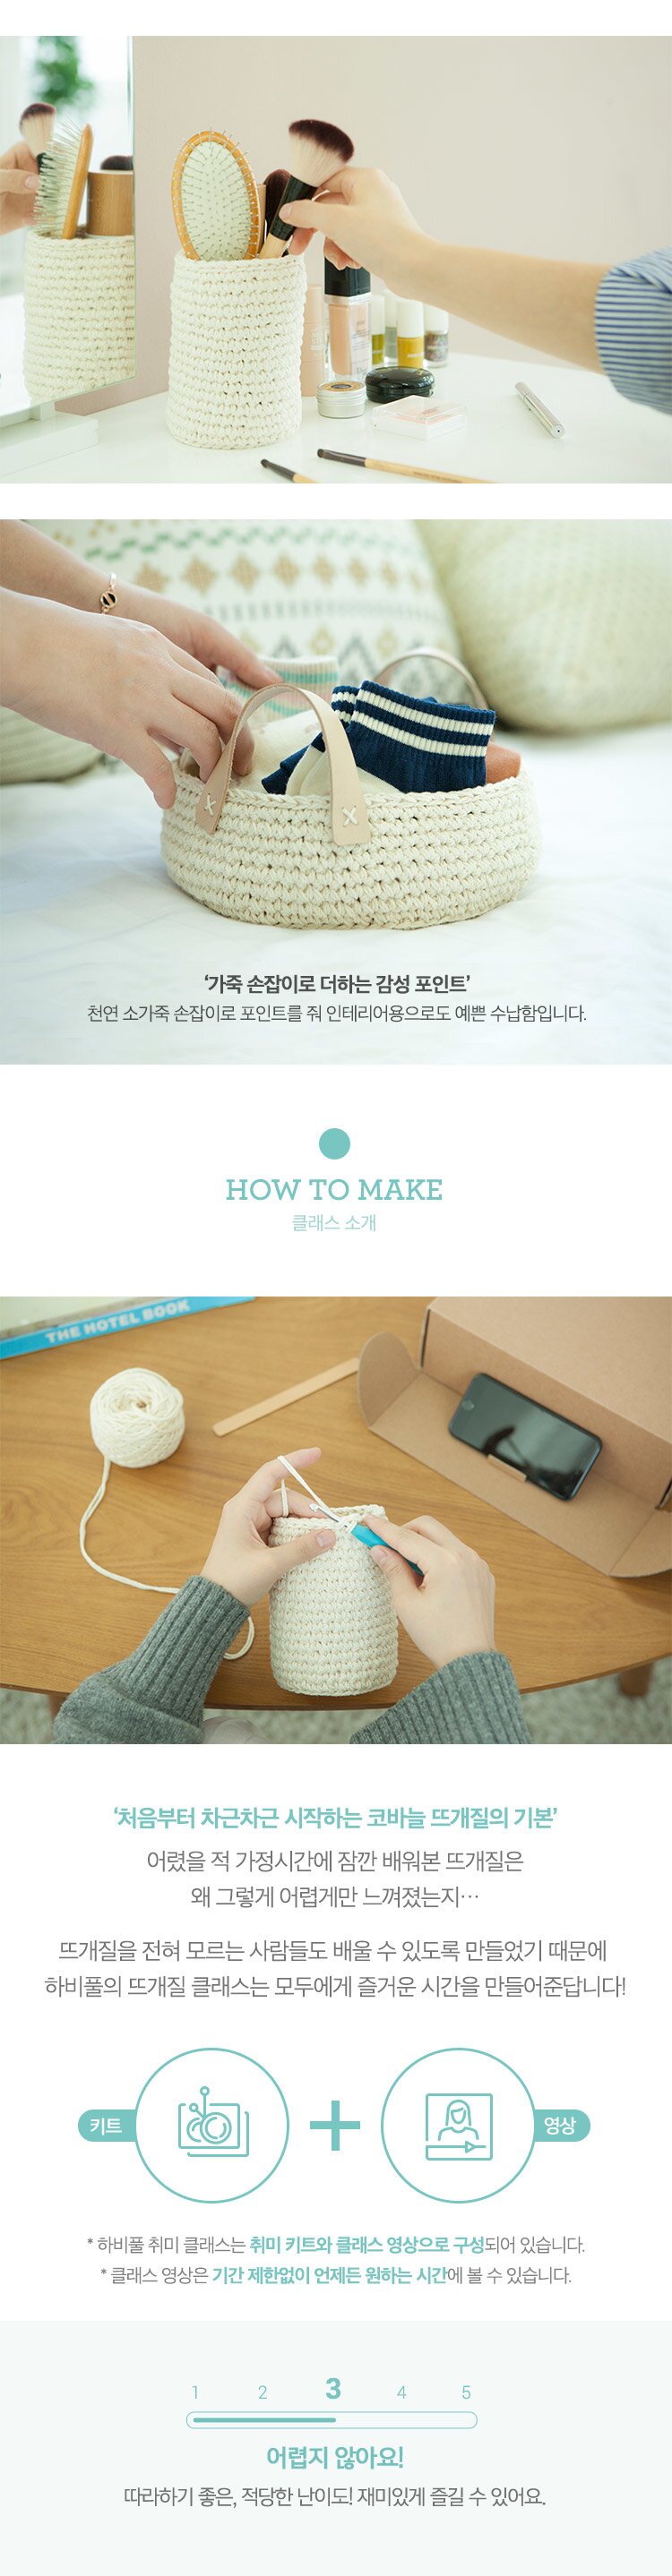 ‘가죽 손잡이로 더하는 감성 포인트’
천연 소가죽 손잡이로 포인트를 줘 인테리어용으로도 예쁜 수납함입니다.
HOW TO MAKE
클래스 소개
THE HOTEL BOOK
‘처음부터 차근차근 시작하는 코바늘 뜨개질의 기본’
어렸을 적 가정시간에 잠깐 배워본 뜨개질은
왜 그렇게 어렵게만 느껴졌는지…
뜨개질을 전혀 모르는 사람들도 배울 수 있도록 만들었기 때문에
하비풀의 뜨개질 클래스는 모두에게 즐거운 시간을 만들어준답니다!
키트
영상
* 하비풀 취미 클래스는 취미 키트와 클래스 영상으로 구성되어 있습니다.
* 클래스 영상은 기간 제한없이 언제든 원하는 시간에 볼 수 있습니다.
1 2 3 4 5
어렵지 않아요!
따라하기 좋은, 적당한 난이도! 재미있게 즐길 수 있어요.